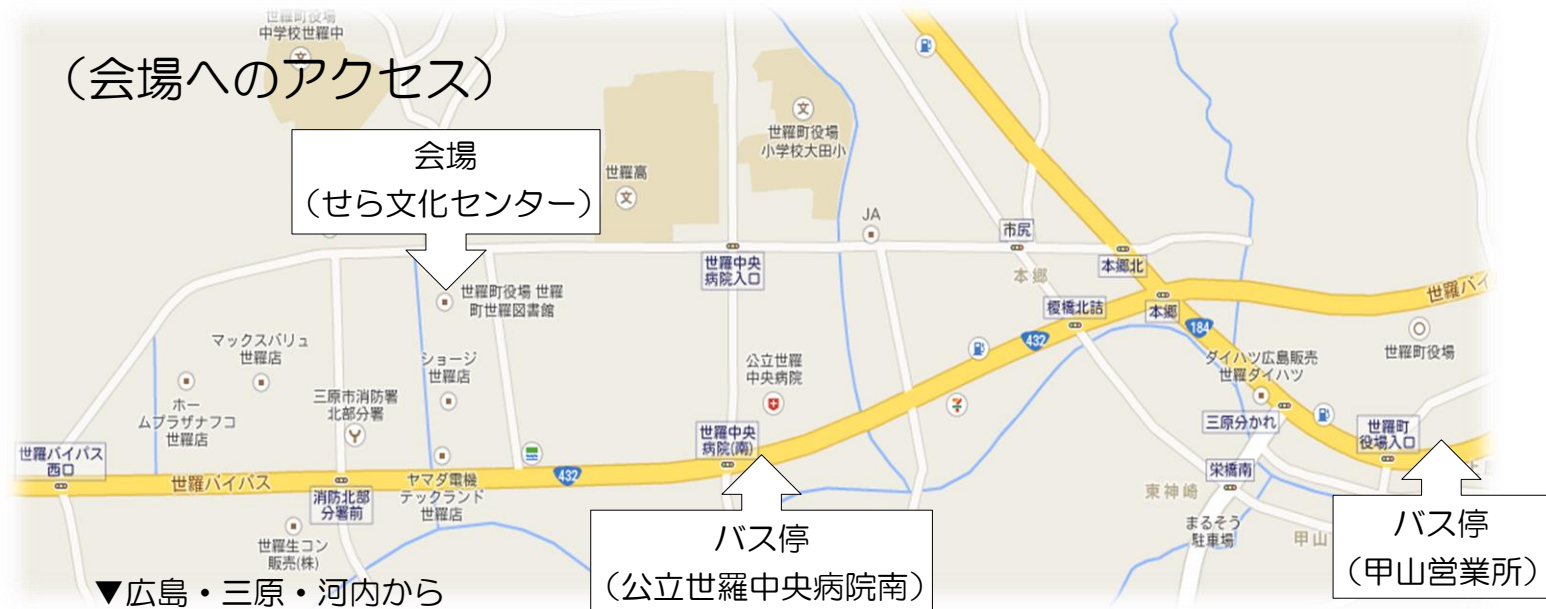 世羅町役場
中学校世羅中
（会場へのアクセス）
会場
（せら文化センター）
世羅高
世羅町役場
小学校大田小
JA
市尻
本郷
本郷北
世羅中央
病院入口
榎橋北詰
本郷
184
432
世羅バイ
世羅町役場 世羅
町世羅図書館
マックスバリュ
世羅店
ショージ
世羅店
ホー
ムプラザナフコ
世羅店
三原市消防署
北部分署
公立世羅
中央病院
世羅町役場
ダイハツ広島販売
世羅ダイハツ
三原分かれ
世羅町
役場入口
世羅バイパス
西口
世羅バイパス
消防北部
分署前
ヤマダ電機
テックランド
世羅店
432
世羅中央
病院(南)
栄橋南
東神崎
まるそう
駐車場
甲山
世羅生コン
販売(株)
バス停
（公立世羅中央病院南）
バス停
（甲山営業所）
▼広島・三原・河内から